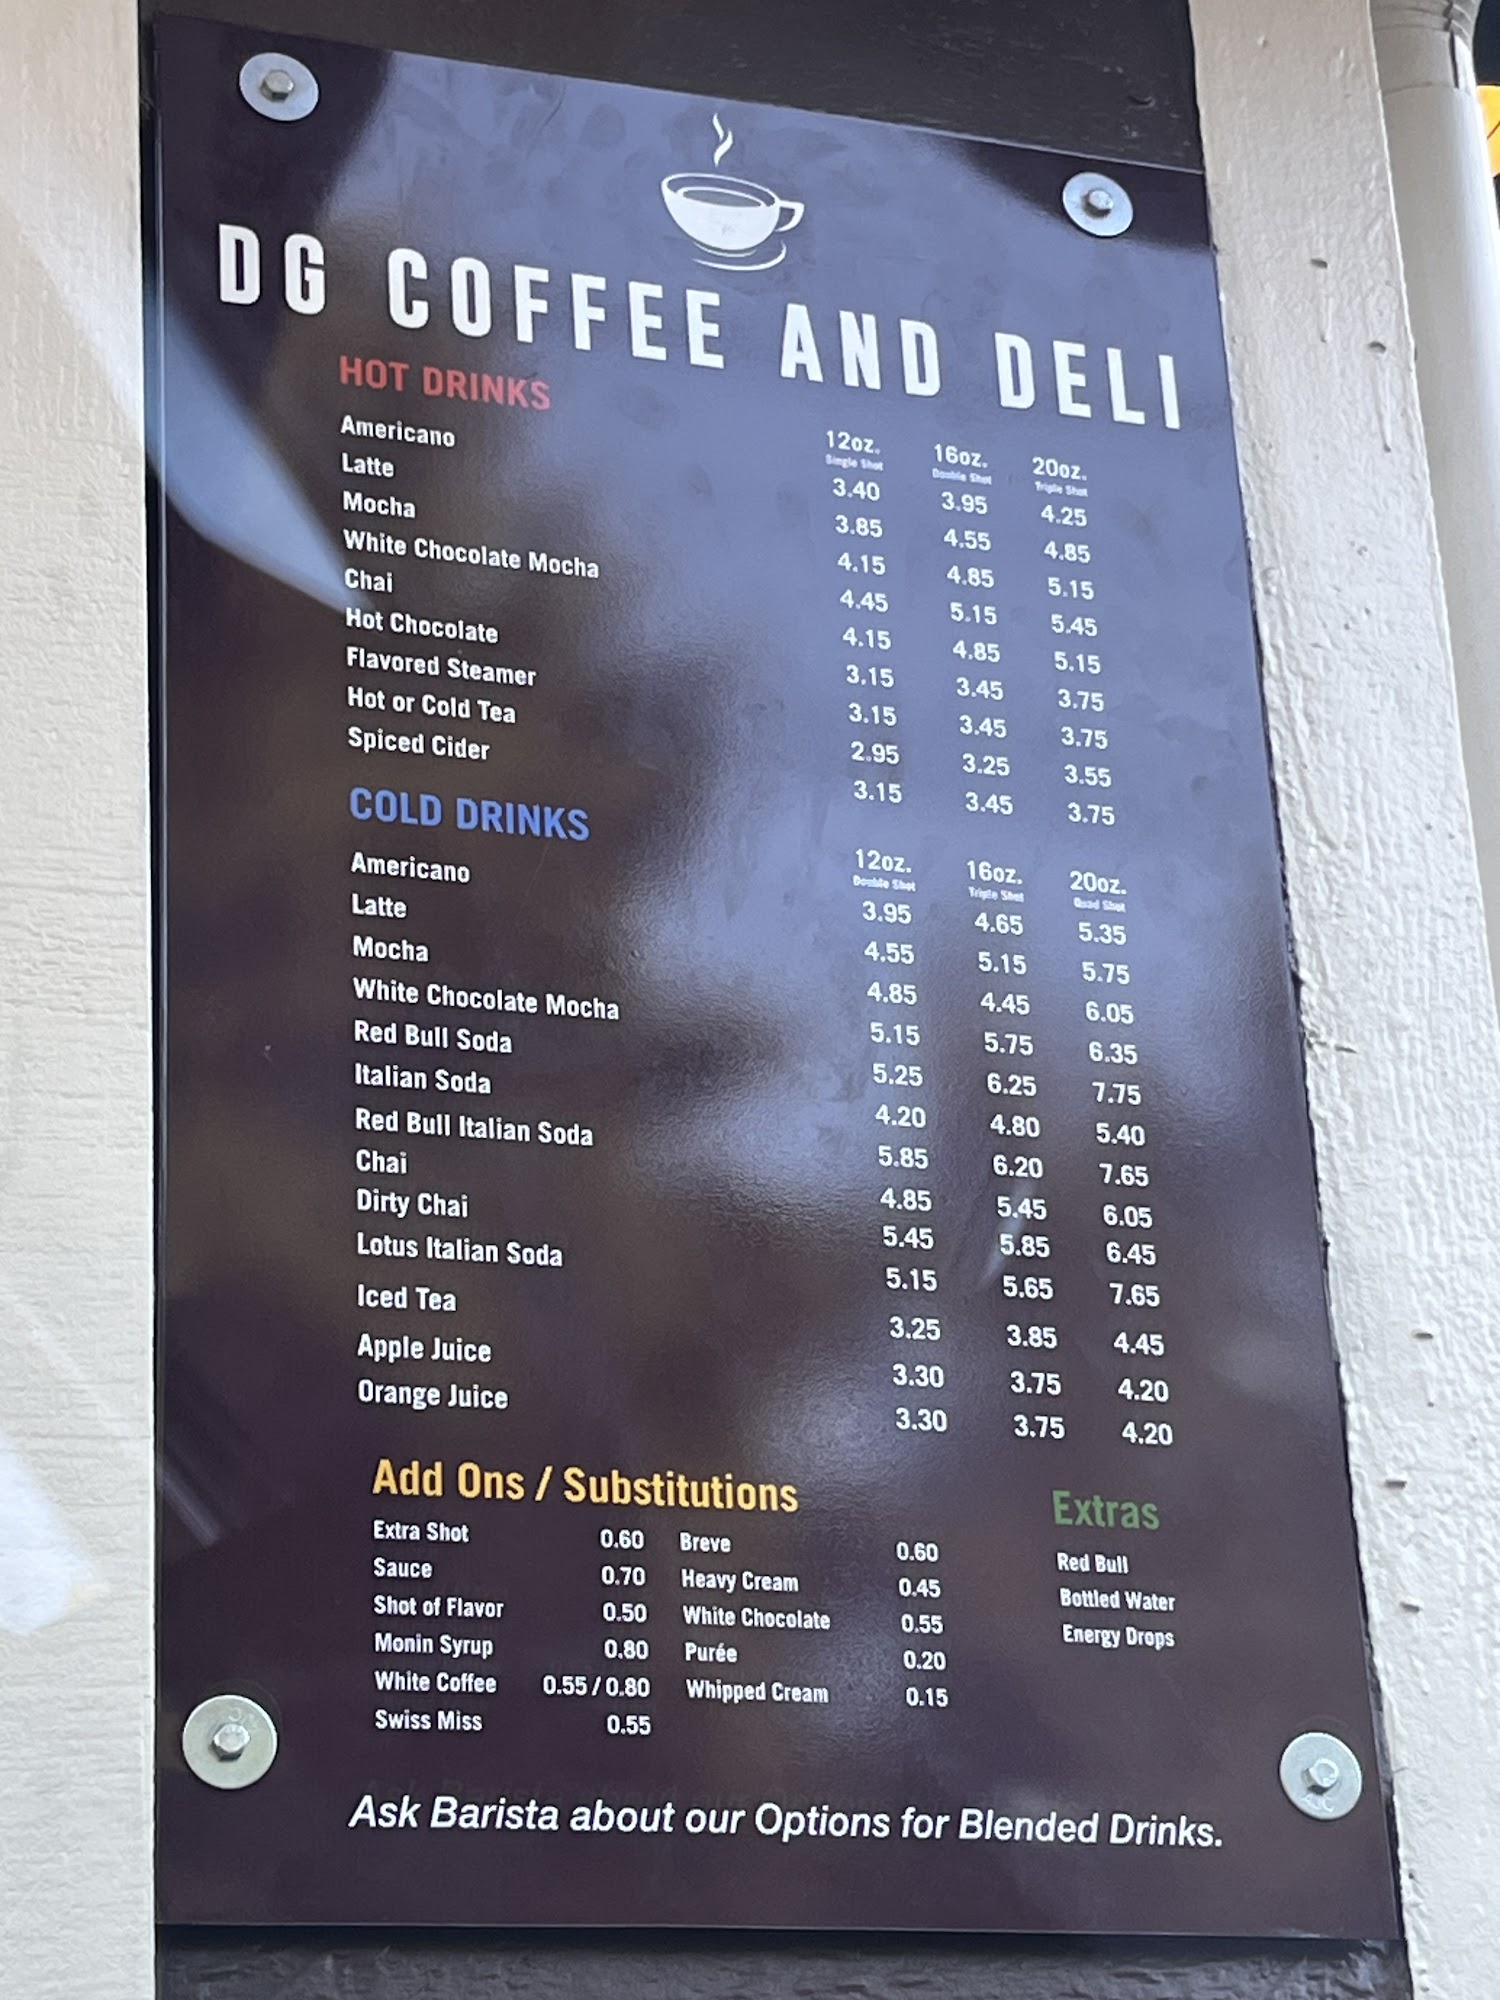 DG COFFEE AND DELI
HOT DRINKS
12oz. 16oz. 20oz.
Single Shot Double Shot Triple Shot
Americano 3.40 3.95 4.25
Latte 3.85 4.55 4.85
Mocha 4.15 4.85 5.15
White Chocolate Mocha 4.45 5.15 5.45
Chai 4.15 4.85 5.15
Hot Chocolate 3.15 3.45 3.75
Flavored Steamer 3.15 3.45 3.75
Hot or Cold Tea 2.95 3.25 3.55
Spiced Cider 3.15 3.45 3.75
COLD DRINKS
12oz. 16oz. 20oz.
Double Shot Triple Shot Quad Shot
Americano 3.95 4.65 5.35
Latte 4.55 5.15 5.75
Mocha 4.85 4.45 6.05
White Chocolate Mocha 5.15 5.75 6.35
Red Bull Soda 5.25 6.25 7.75
Italian Soda 4.20 4.80 5.40
Red Bull Italian Soda 5.85 6.20 7.65
Chai 4.85 5.45 6.05
Dirty Chai 5.45 5.85 6.45
Lotus Italian Soda 5.15 5.65 7.65
Iced Tea 3.25 3.85 4.45
Apple Juice 3.30 3.75 4.20
Orange Juice 3.30 3.75 4.20
Add Ons / Substitutions
Extra Shot 0.60
Sauce 0.70
Shot of Flavor 0.50
Monin Syrup 0.80
White Coffee 0.55 / 0.80
Swiss Miss 0.55
Breve 0.60
Heavy Cream 0.45
White Chocolate 0.55
Purée 0.20
Whipped Cream 0.15
Extras
Red Bull
Bottled Water
Energy Drops
Ask Barista about our Options for Blended Drinks.